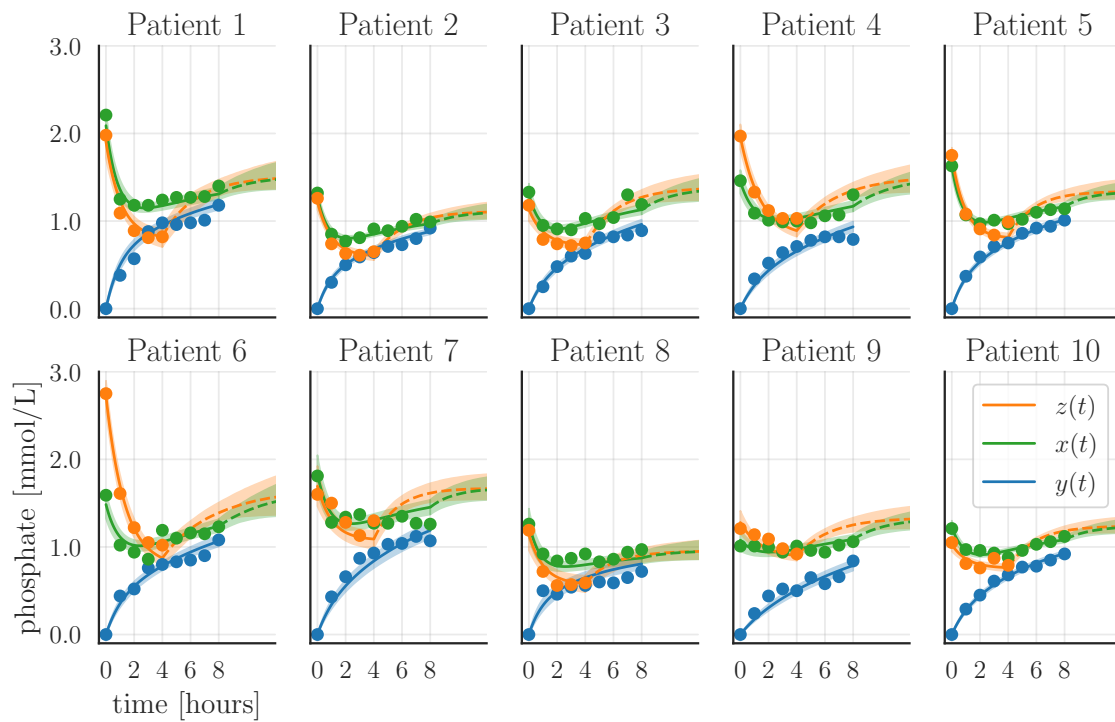 Patient 1 Patient 2 Patient 3 Patient 4 Patient 5
3.0
2.0
1.0
0.0
Patient 6 Patient 7 Patient 8 Patient 9 Patient 10
3.0
2.0
1.0
0.0
phosphate [mmol/L]
z(t)
x(t)
y(t)
0 2 4 6 8 0 2 4 6 8 0 2 4 6 8 0 2 4 6 8 0 2 4 6 8
time [hours]